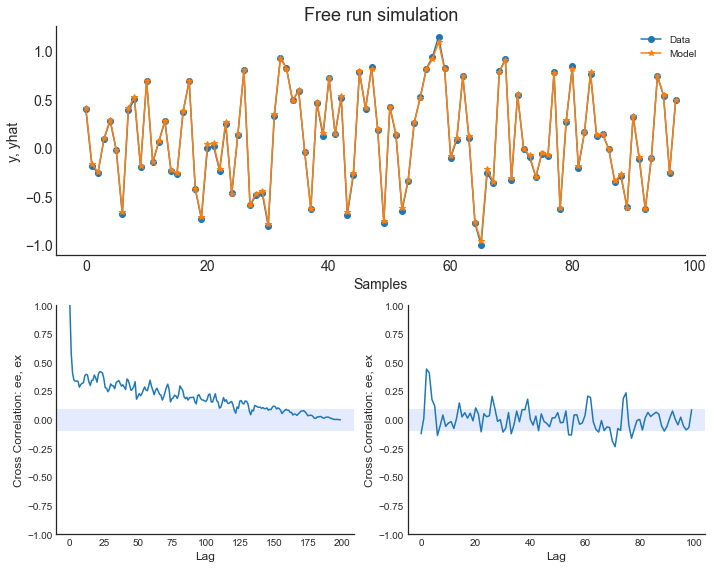 Free run simulation
Data
Model
y, yhat
1.0
0.5
0.0
−0.5
−1.0
0 20 40 60 80 100
Samples
Cross Correlation: ee, ex
1.00
0.75
0.50
0.25
0.00
−0.25
−0.50
−0.75
−1.00
0 25 50 75 100 125 150 175 200
Lag
Cross Correlation: ee, ex
1.00
0.75
0.50
0.25
0.00
−0.25
−0.50
−0.75
−1.00
0 20 40 60 80 100
Lag